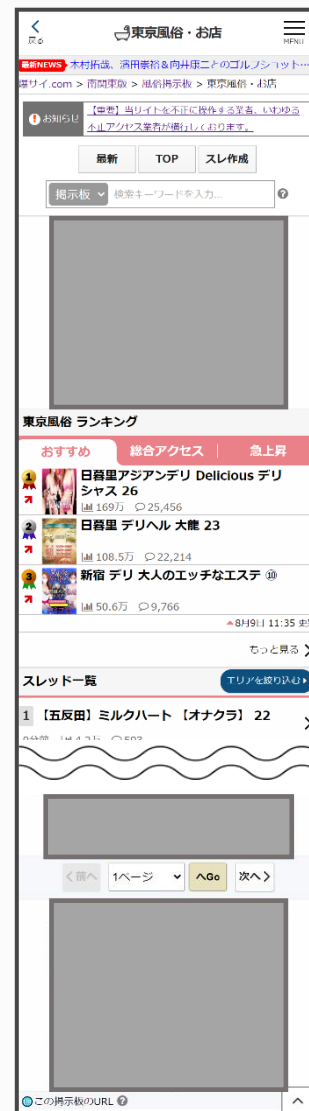 戻る
東京風俗・お店
MENU
最新NEWS 木村拓哉、濵田崇裕&向井康二とのゴルフショット…
爆サイ.com > 南関東版 > 風俗掲示板 > 東京風俗・お店
お知らせ
【重要】当サイトを不正に操作する業者、いわゆる
不正アクセス業者が横行しております。
最新 TOP スレ作成
掲示板 検索キーワードを入力...
東京風俗 ランキング
おすすめ 総合アクセス 急上昇
1 日暮里アジアンデリ Delicious デリ
シャス 26
169万 25,456
2 日暮里 デリヘル 大龍 23
108.5万 22,214
3 新宿 デリ 大人のエッチなエステ ⑩
50.6万 9,766
8月9日 11:35 更
もっと見る
スレッド一覧 エリアを絞り込む
1 【五反田】ミルクハート 【オナクラ】 22
<前へ 1ページ へGo 次へ>
この掲示板のURL